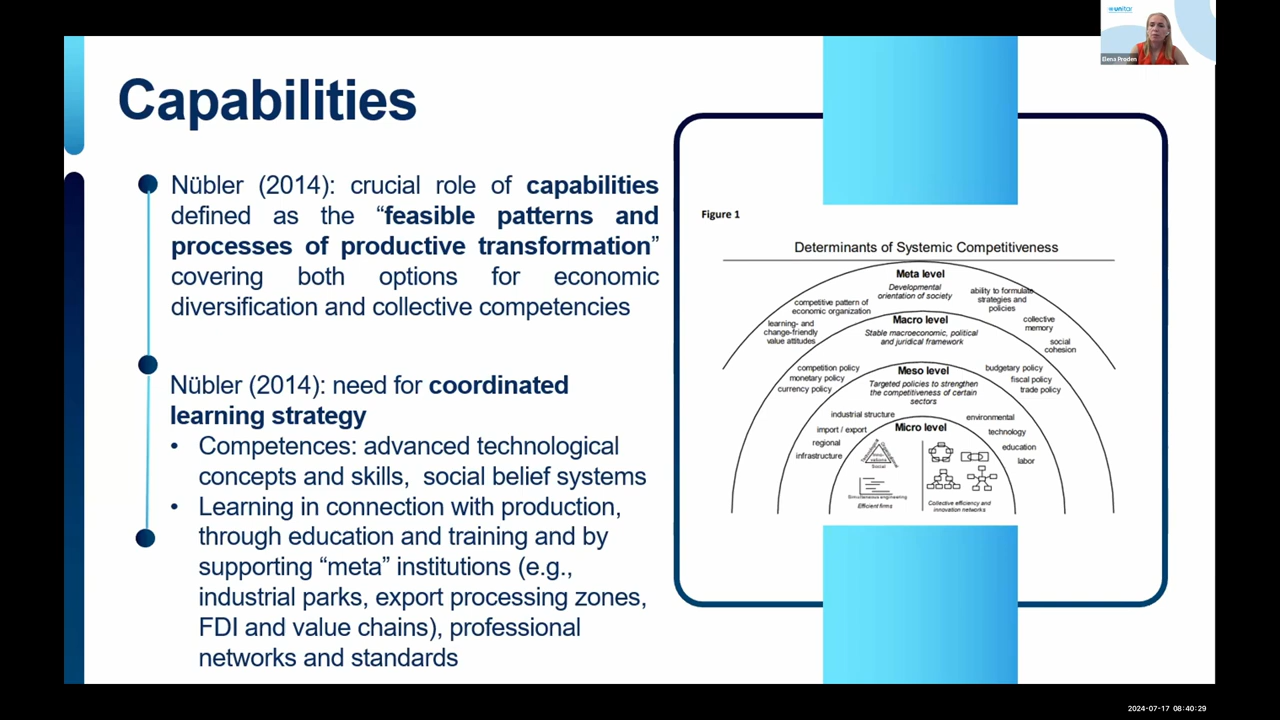 unitar
Elena Proden
Capabilities
Nübler (2014): crucial role of capabilities
defined as the “feasible patterns and
processes of productive transformation”
covering both options for economic
diversification and collective competencies
Nübler (2014): need for coordinated
learning strategy
• Competences: advanced technological
concepts and skills, social belief systems
• Learning in connection with production,
through education and training and by
supporting “meta” institutions (e.g.,
industrial parks, export processing zones,
FDI and value chains), professional
networks and standards
Figure 1
Determinants of Systemic Competitiveness
Meta level
Developmental
orientation of society
competitive pattern of
economic organization
learning- and
change-friendly
value attitudes
ability to formulate
strategies and
policies
collective
memory
social
cohesion
Macro level
Stable macroeconomic, political
and juridical framework
competition policy
monetary policy
currency policy
budgetary policy
fiscal policy
trade policy
Meso level
Targeted policies to strengthen
the competitiveness of certain
sectors
industrial structure
import / export
regional
infrastructure
environmental
technology
education
labor
Micro level
Social
Simultaneous engineering
Efficient firms
Collective efficiency and
innovation networks
2024-07-17 08:40:29